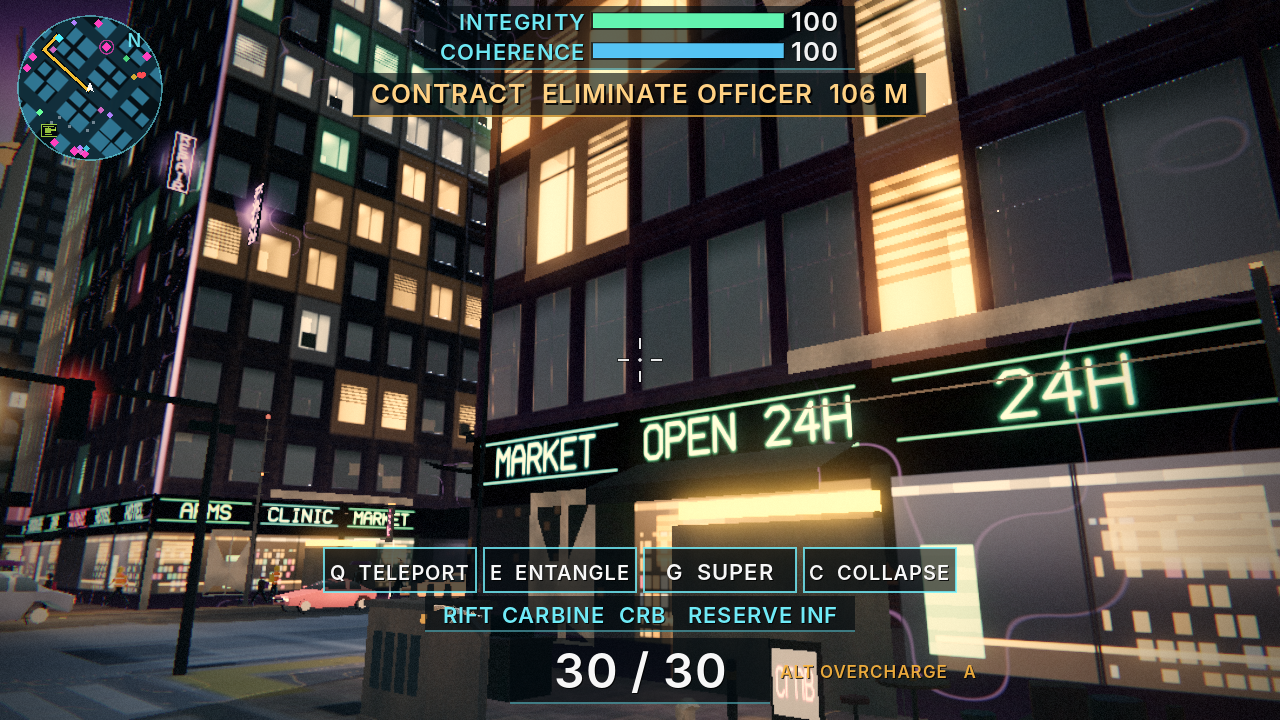 INTEGRITY 100
COHERENCE 100
N
CONTRACT ELIMINATE OFFICER 106 M
MARKET OPEN 24H 24H
ARMS CLINIC MARKET
Q TELEPORT E ENTANGLE G SUPER C COLLAPSE
RIFT CARBINE CRB RESERVE INF
30 / 30
ALT OVERCHARGE A